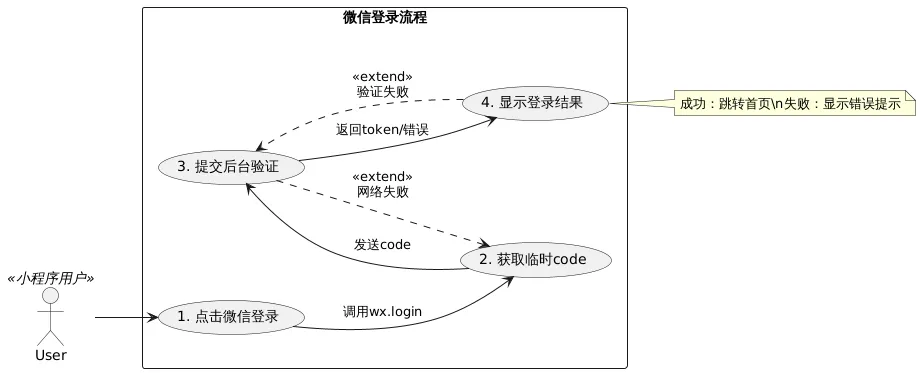 微信登录流程
«extend»
验证失败
4. 显示登录结果
成功：跳转首页\n失败：显示错误提示
返回token/错误
3. 提交后台验证
«extend»
网络失败
发送code
2. 获取临时code
«小程序用户»
User
1. 点击微信登录
调用wx.login